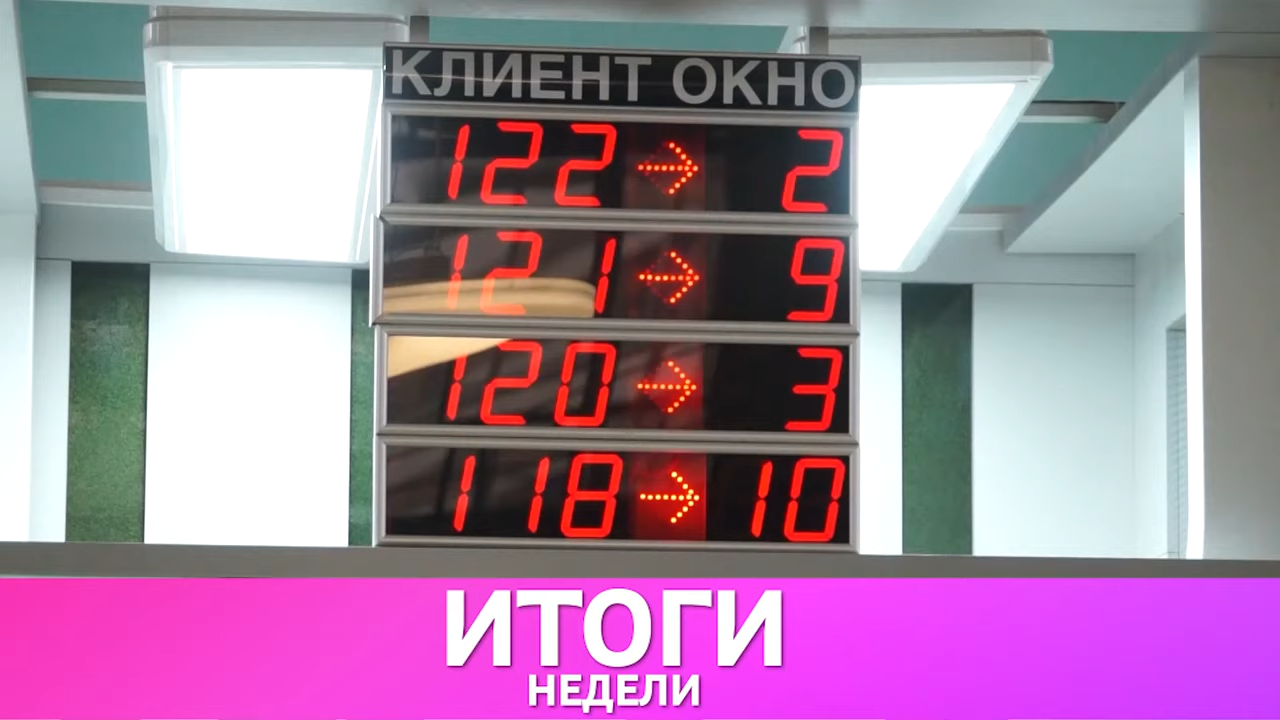 КЛИЕНТ ОКНО
122 → 2
121 → 9
120 → 3
118 → 10
ИТОГИ
НЕДЕЛИ